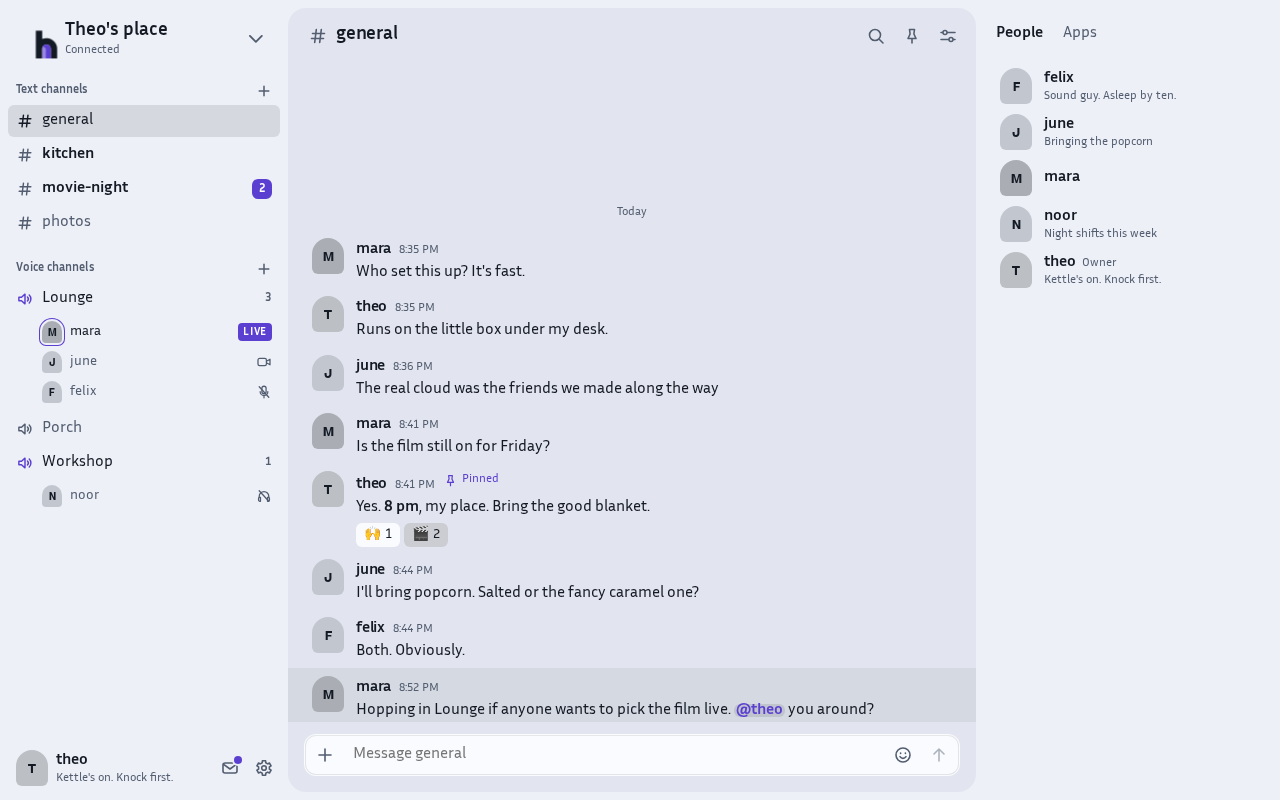 Theo's place
Connected
Text channels
general
kitchen
movie-night
2
photos
Voice channels
Lounge
3
M
mara
LIVE
J
june
F
felix
Porch
Workshop
1
N
noor
T
theo
Kettle's on. Knock first.
# general
Today
M
mara 8:35 PM
Who set this up? It's fast.
T
theo 8:35 PM
Runs on the little box under my desk.
J
june 8:36 PM
The real cloud was the friends we made along the way
M
mara 8:41 PM
Is the film still on for Friday?
T
theo 8:41 PM Pinned
Yes. 8 pm, my place. Bring the good blanket.
🙌 1 🎬 2
J
june 8:44 PM
I'll bring popcorn. Salted or the fancy caramel one?
F
felix 8:44 PM
Both. Obviously.
M
mara 8:52 PM
Hopping in Lounge if anyone wants to pick the film live. @theo you around?
Message general
People Apps
F
felix
Sound guy. Asleep by ten.
J
june
Bringing the popcorn
M
mara
N
noor
Night shifts this week
T
theo Owner
Kettle's on. Knock first.